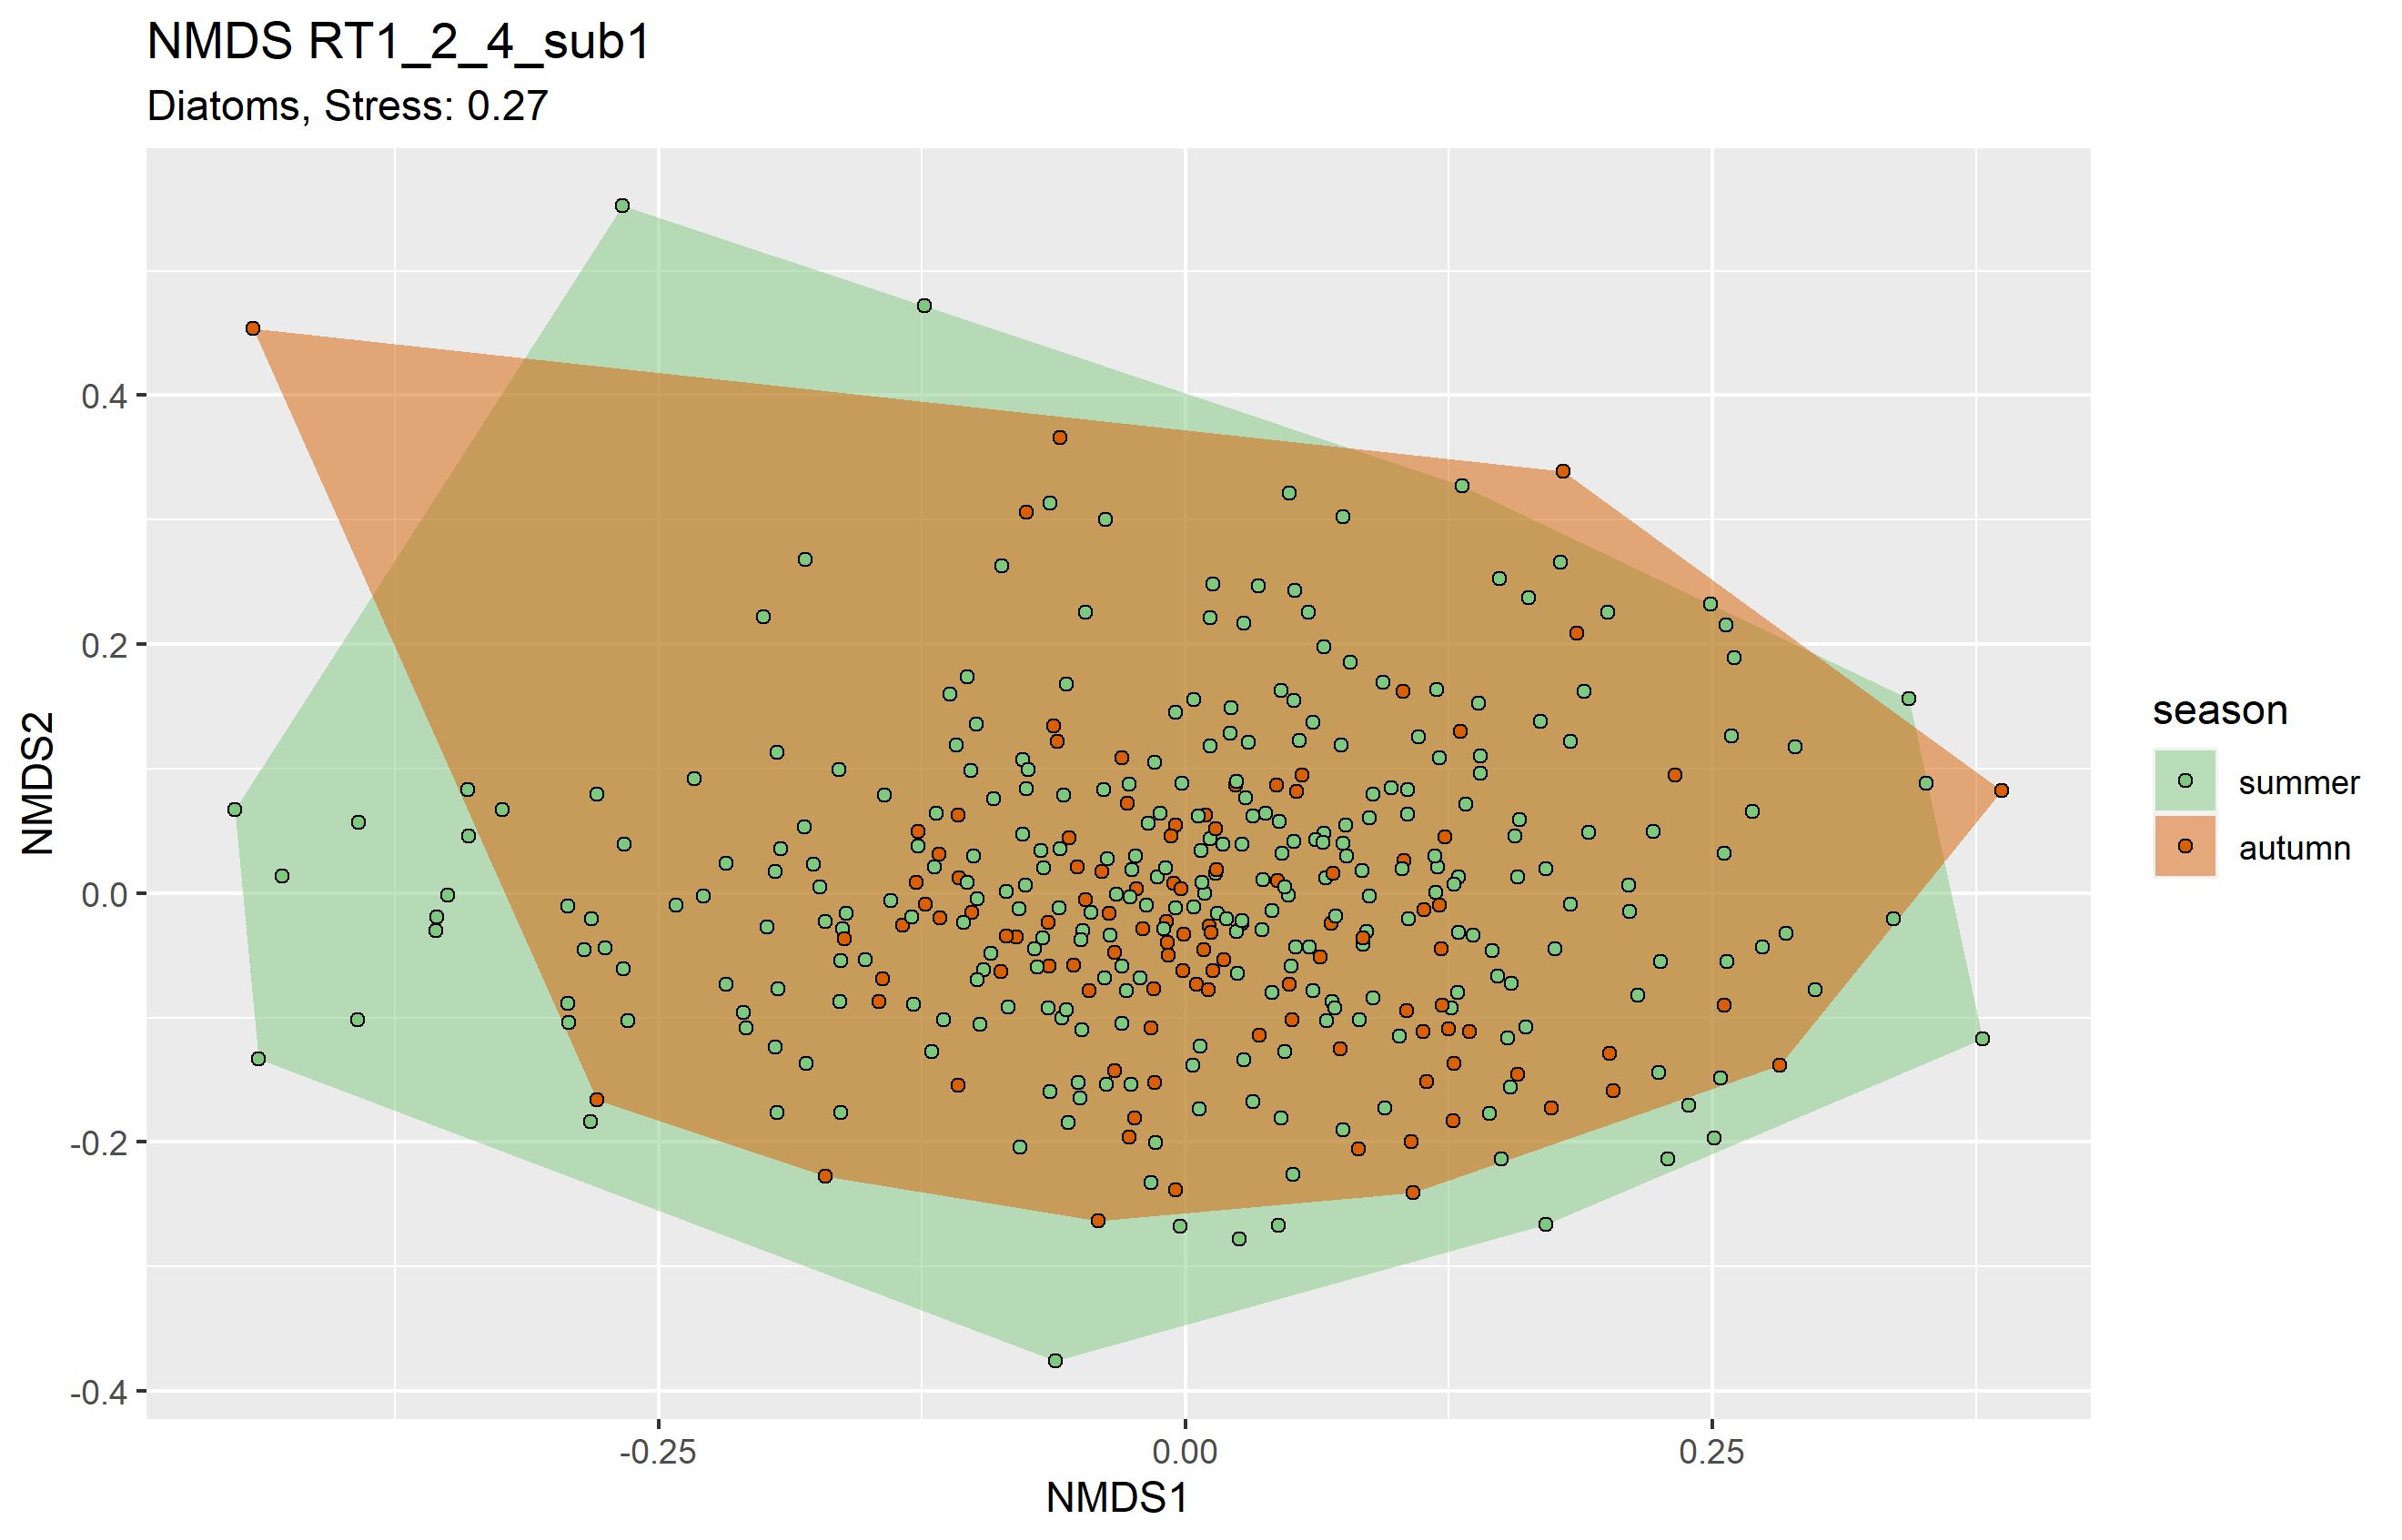 NMDS RT1_2_4_sub1
Diatoms, Stress: 0.27
NMDS2
0.4
0.2
0.0
-0.2
-0.4
-0.25
0.00
0.25
NMDS1
season
summer
autumn